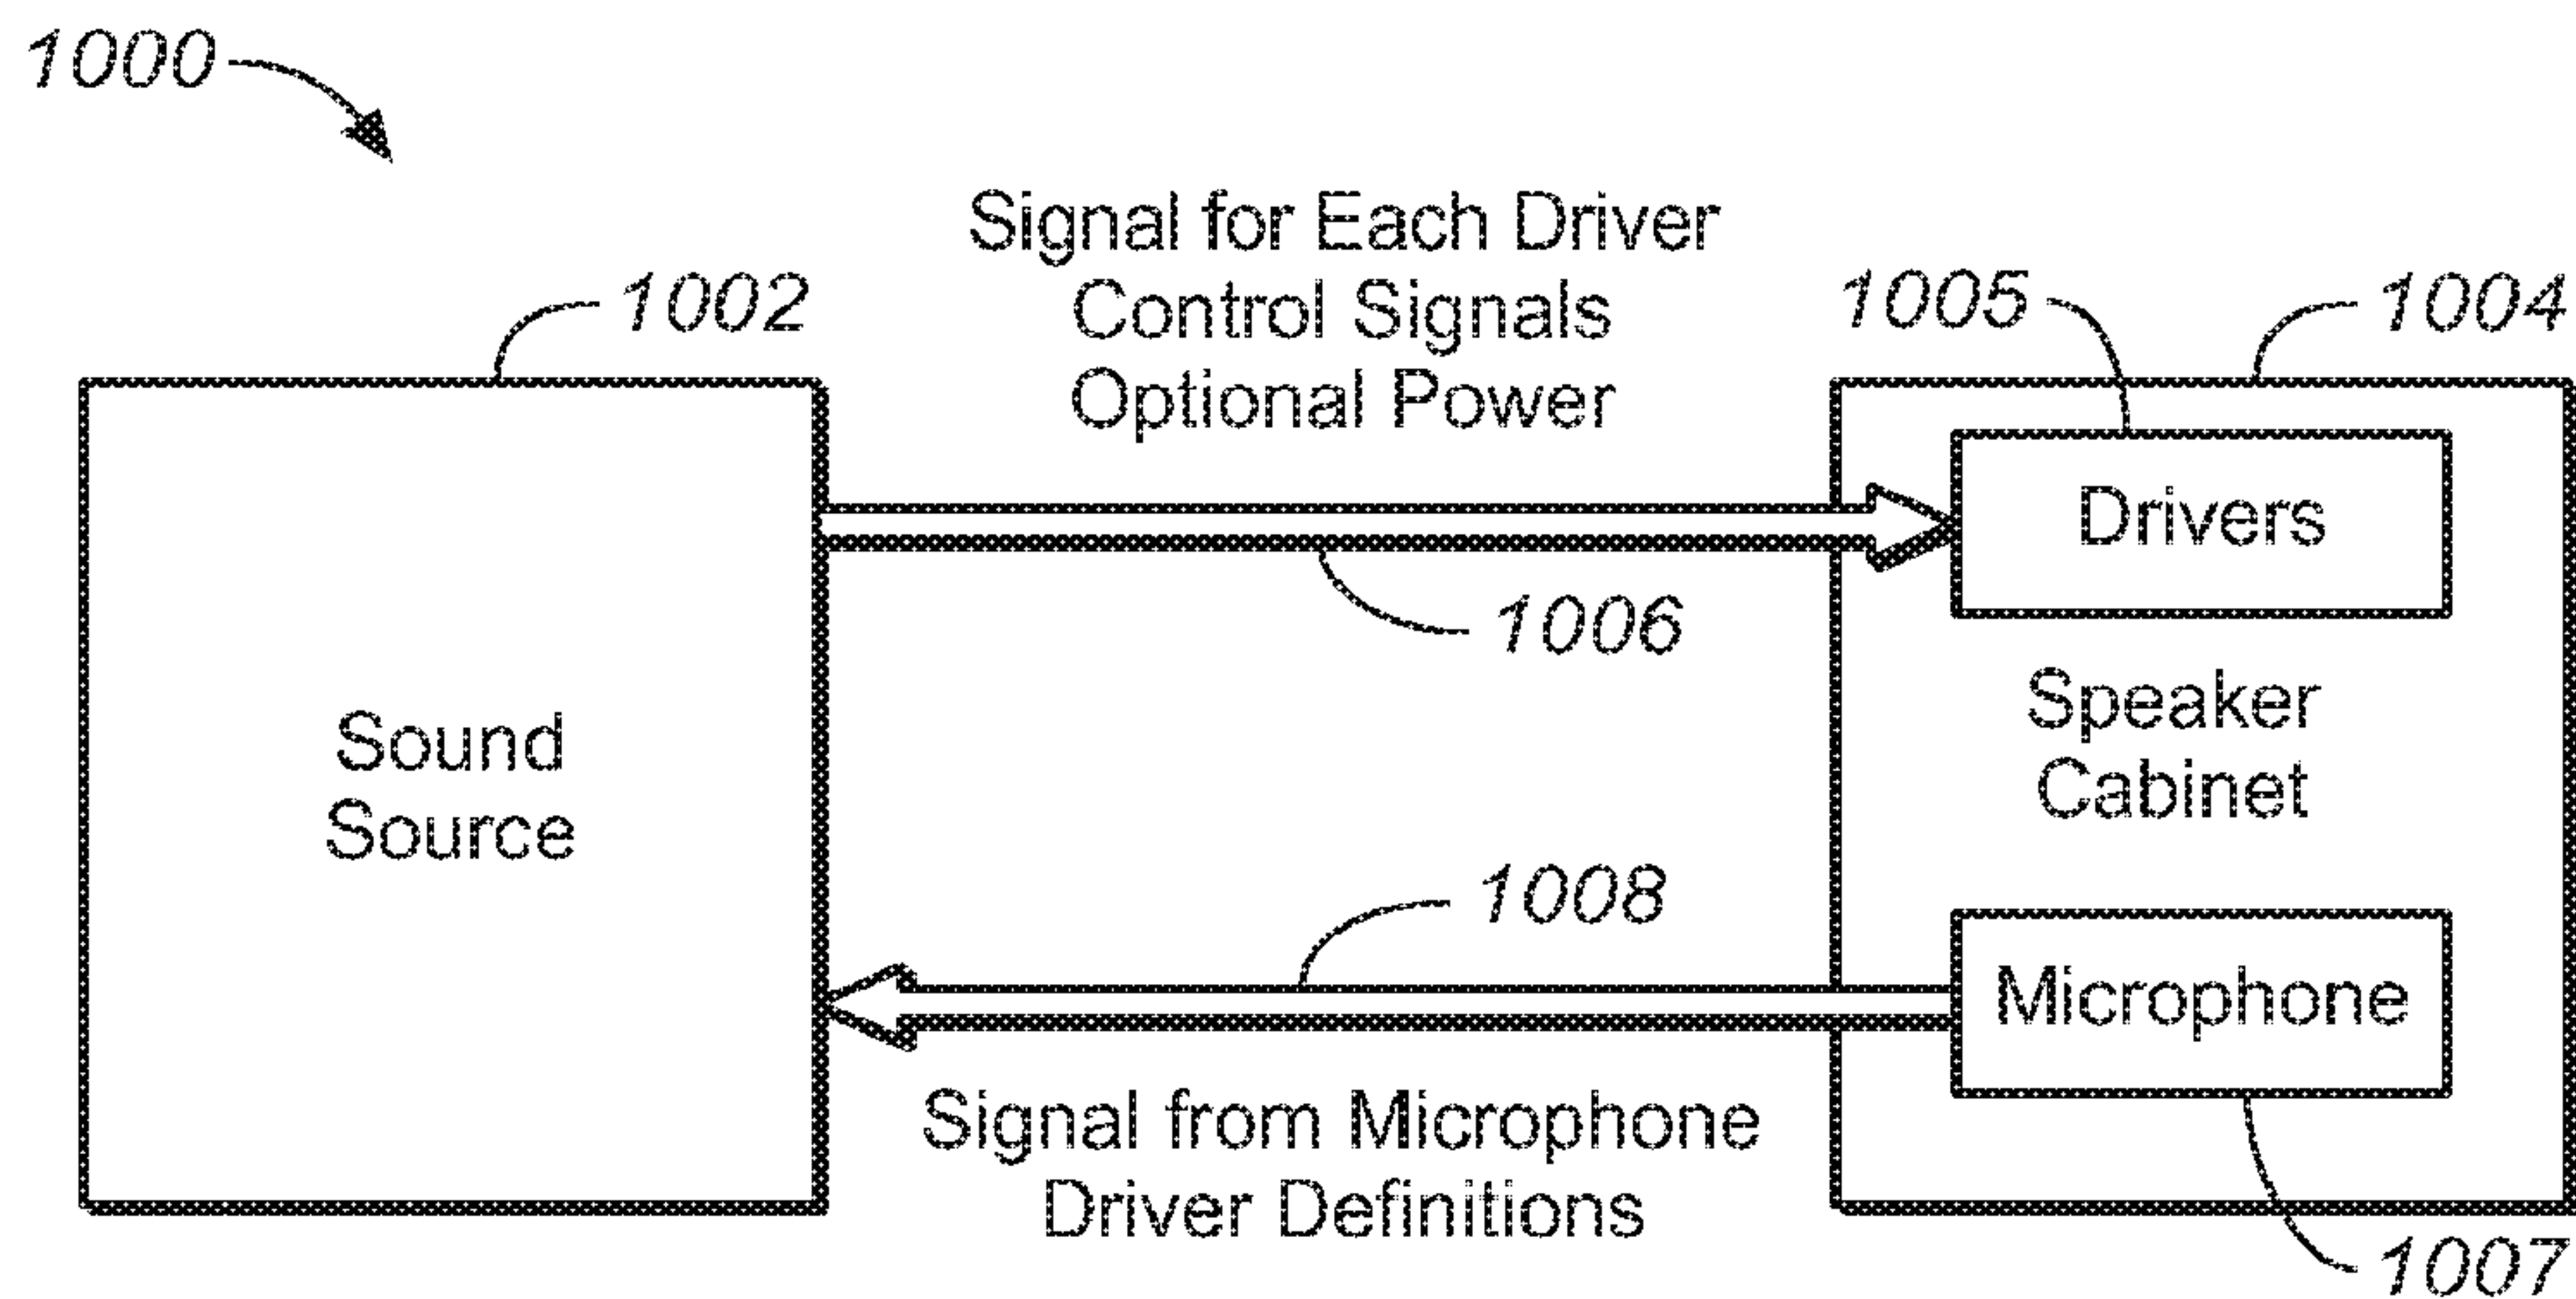 1000
Signal for Each Driver
Control Signals
Optional Power
1002
1005
1004
Drivers
1006
Speaker
Cabinet
Sound
Source
1008
Microphone
Signal from Microphone
Driver Definitions
1007